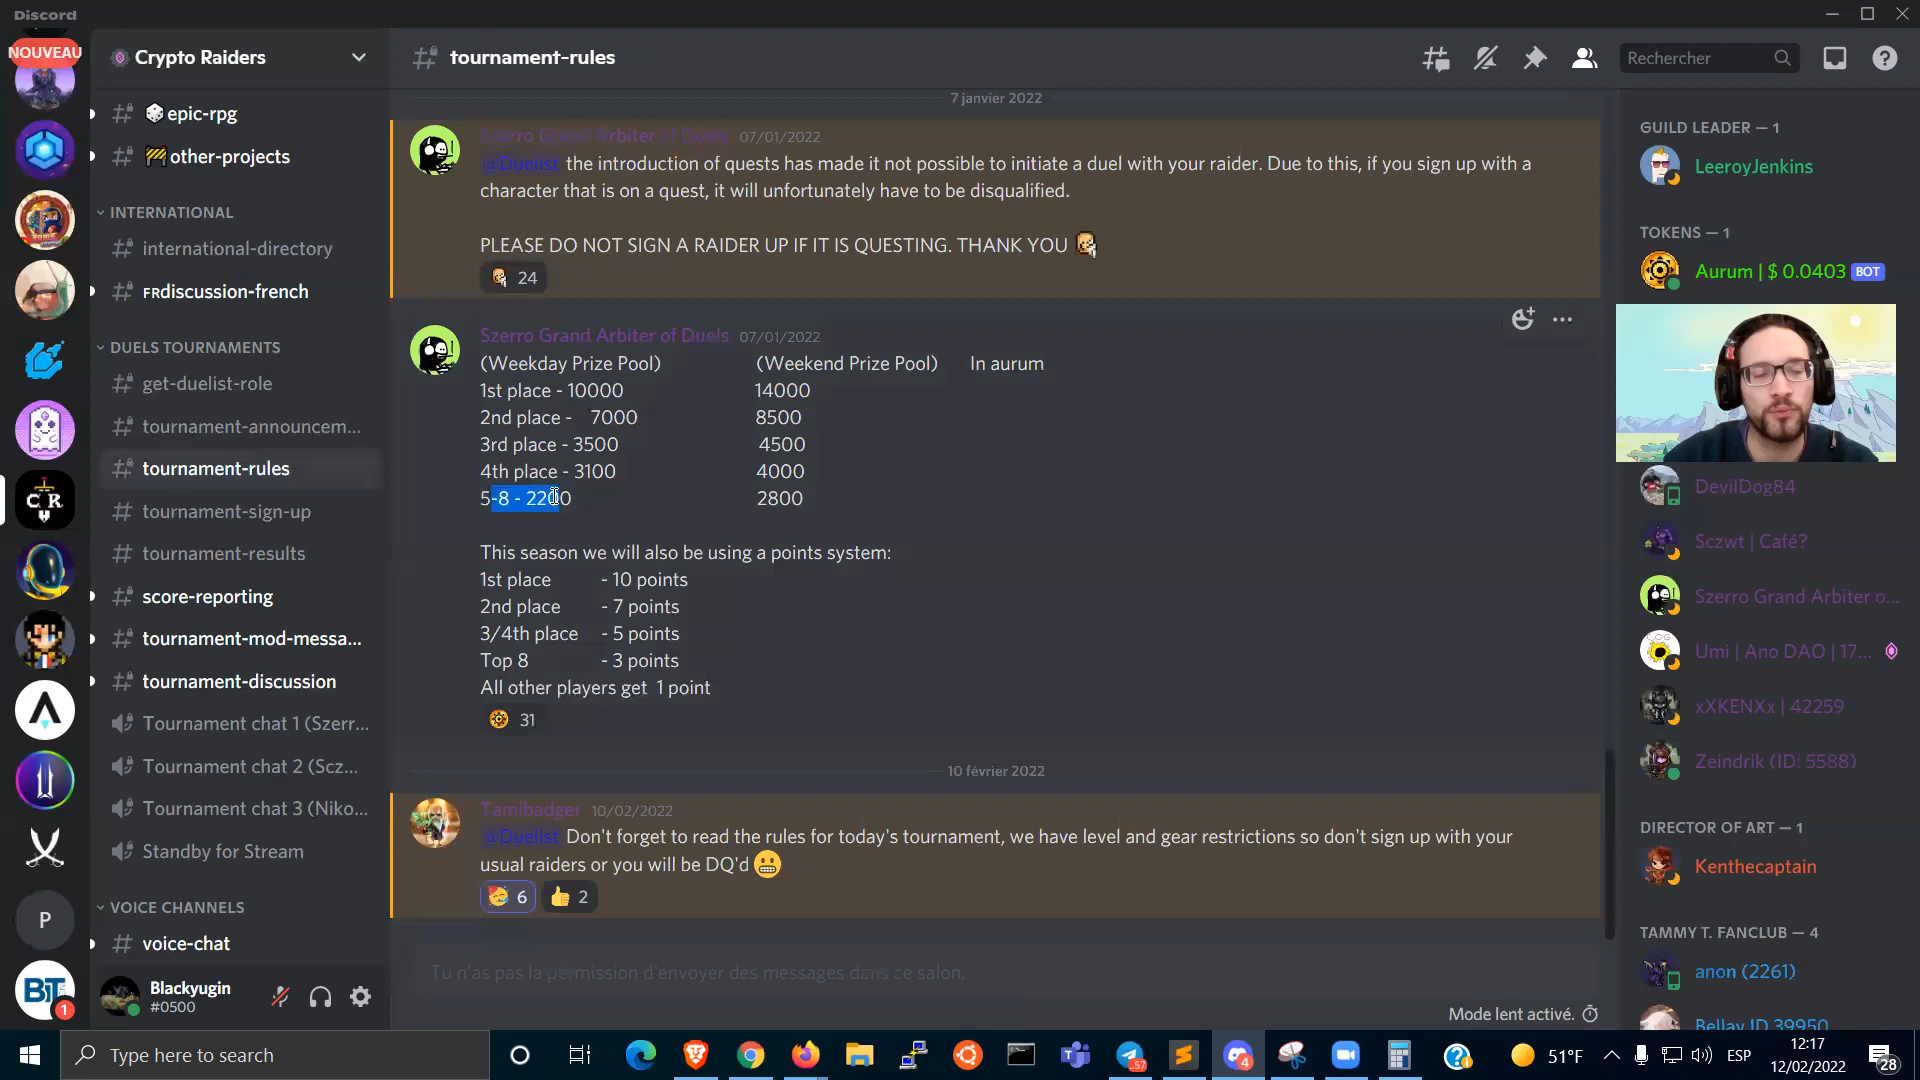 Discord
NOUVEAU
Crypto Raiders
tournament-rules
Rechercher
epic-rpg
other-projects
INTERNATIONAL
international-directory
FRdiscussion-french
DUELS TOURNAMENTS
get-duelist-role
tournament-announcem...
tournament-rules
tournament-sign-up
tournament-results
score-reporting
tournament-mod-messa...
tournament-discussion
Tournament chat 1 (Szerr...
Tournament chat 2 (Scz...
Tournament chat 3 (Niko...
Standby for Stream
VOICE CHANNELS
voice-chat
Blackyugin
#0500
CR
P
BT
1
7 janvier 2022
Szerro Grand Arbiter of Duels 07/01/2022
@Duelist the introduction of quests has made it not possible to initiate a duel with your raider. Due to this, if you sign up with a
character that is on a quest, it will unfortunately have to be disqualified.
PLEASE DO NOT SIGN A RAIDER UP IF IT IS QUESTING. THANK YOU
24
Szerro Grand Arbiter of Duels 07/01/2022
(Weekday Prize Pool) (Weekend Prize Pool) In aurum
1st place - 10000 14000
2nd place - 7000 8500
3rd place - 3500 4500
4th place - 3100 4000
5-8 - 2200 2800
This season we will also be using a points system:
1st place - 10 points
2nd place - 7 points
3/4th place - 5 points
Top 8 - 3 points
All other players get 1 point
31
10 février 2022
Tamibadger 10/02/2022
@Duelist Don't forget to read the rules for today's tournament, we have level and gear restrictions so don't sign up with your
usual raiders or you will be DQ'd
6 2
Tu n'as pas la permission d'envoyer des messages dans ce salon.
Mode lent activé.
GUILD LEADER — 1
LeeroyJenkins
TOKENS — 1
Aurum | $ 0.0403 BOT
DevilDog84
Sczwt | Café?
Szerro Grand Arbiter o...
Umi | Ano DAO | 17...
xXKENXx | 42259
Zeindrik (ID: 5588)
DIRECTOR OF ART — 1
Kenthecaptain
TAMMY T. FANCLUB — 4
anon (2261)
Bellay ID 39950
Type here to search
57
4
51°F
ESP
12:17
12/02/2022
28